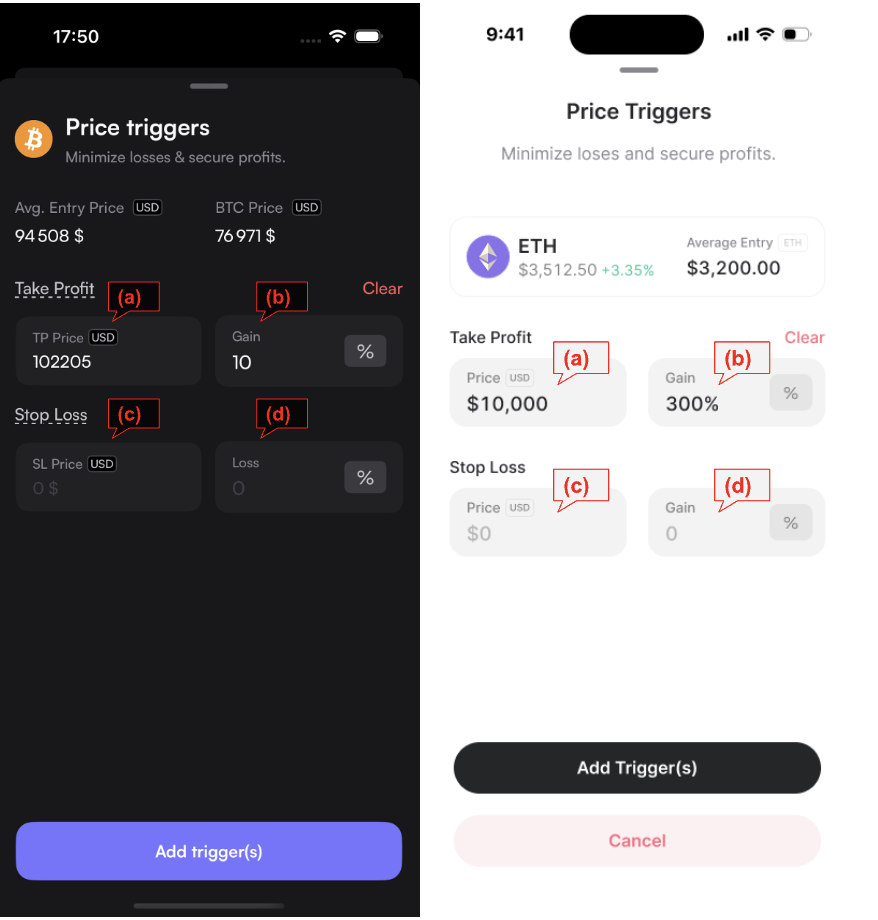 17:50
Price triggers
Minimize losses & secure profits.
Avg. Entry Price USD BTC Price USD
94 508 $ 76 971 $
Take Profit (a) (b) Clear
TP Price USD Gain
102205 10 %
Stop Loss (c) (d)
SL Price USD Loss
0 $ 0 %
Add trigger(s)
9:41
Price Triggers
Minimize loses and secure profits.
ETH Average Entry ETH
$3,512.50 +3.35% $3,200.00
Take Profit Clear
(a) (b)
Price USD Gain
$10,000 300% %
Stop Loss
(c) (d)
Price USD Gain
$0 0 %
Add Trigger(s)
Cancel